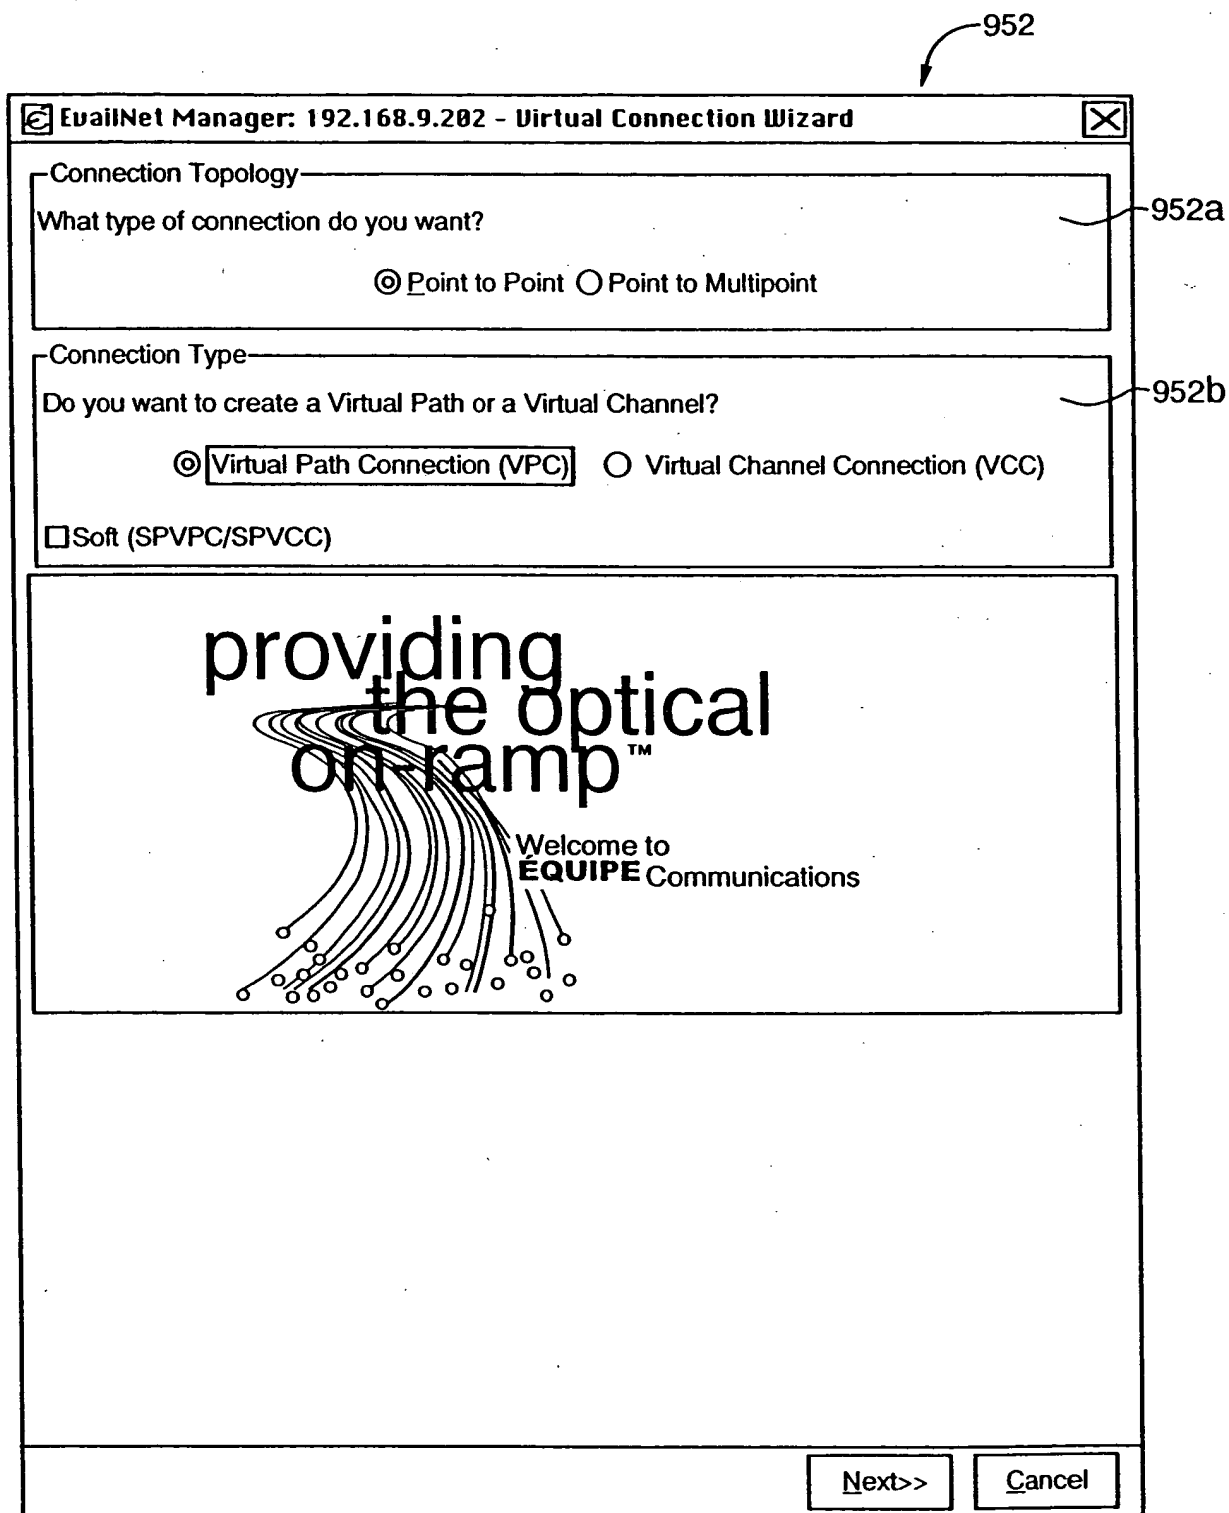 952
EvailNet Manager: 192.168.9.202 - Virtual Connection Wizard
Connection Topology
What type of connection do you want?
952a
Point to Point Point to Multipoint
Connection Type
Do you want to create a Virtual Path or a Virtual Channel?
952b
Virtual Path Connection (VPC) Virtual Channel Connection (VCC)
Soft (SPVPC/SPVCC)
providing
the optical
on-ramp™
Welcome to
ÉQUIPE Communications
Next>> Cancel